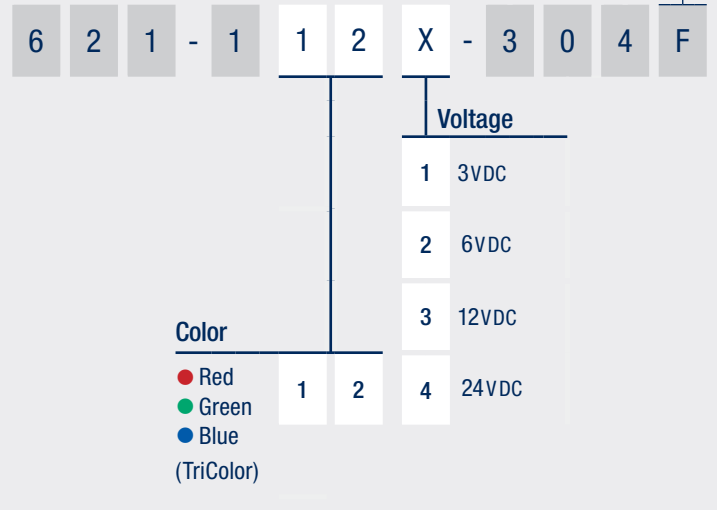 6 2 1 - 1 1 2 X - 3 0 4 F
Voltage
1 3VDC
2 6VDC
3 12VDC
Color
Red
Green
Blue
(TriColor)
1 2
4 24VDC